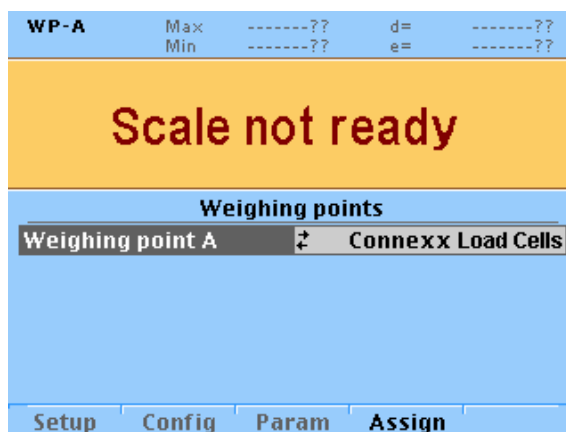 WP-A Max -------?? d= -------??
Min -------?? e= -------??
Scale not ready
Weighing points
Weighing point A ⇄ Connexx Load Cells
Setup Config Param Assign